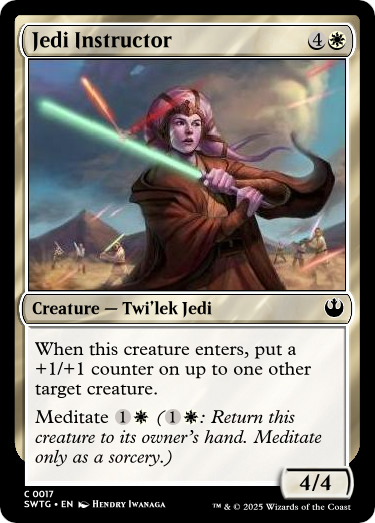 Jedi Instructor 4
Creature — Twi'lek Jedi
When this creature enters, put a
+1/+1 counter on up to one other
target creature.
Meditate 1 (1: Return this
creature to its owner's hand. Meditate
only as a sorcery.)
4/4
C 0017
SWTG • EN Hendry Iwanaga
™ & © 2025 Wizards of the Coast